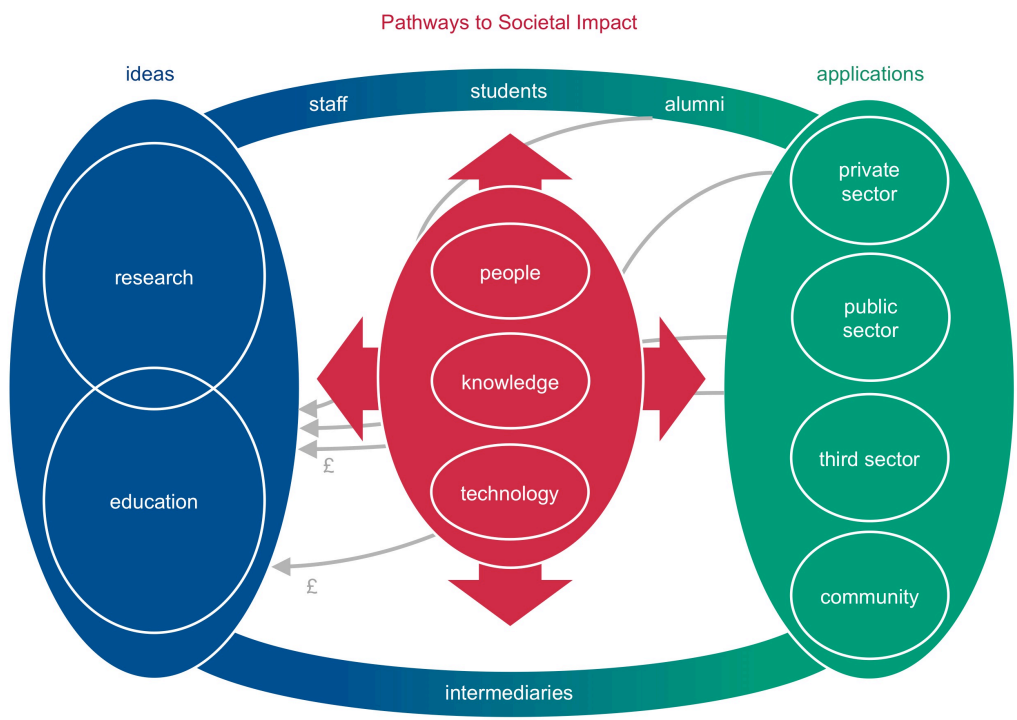 Pathways to Societal Impact
ideas
applications
staff
students
alumni
private
sector
research
people
public
sector
knowledge
third sector
£
technology
education
£
community
intermediaries